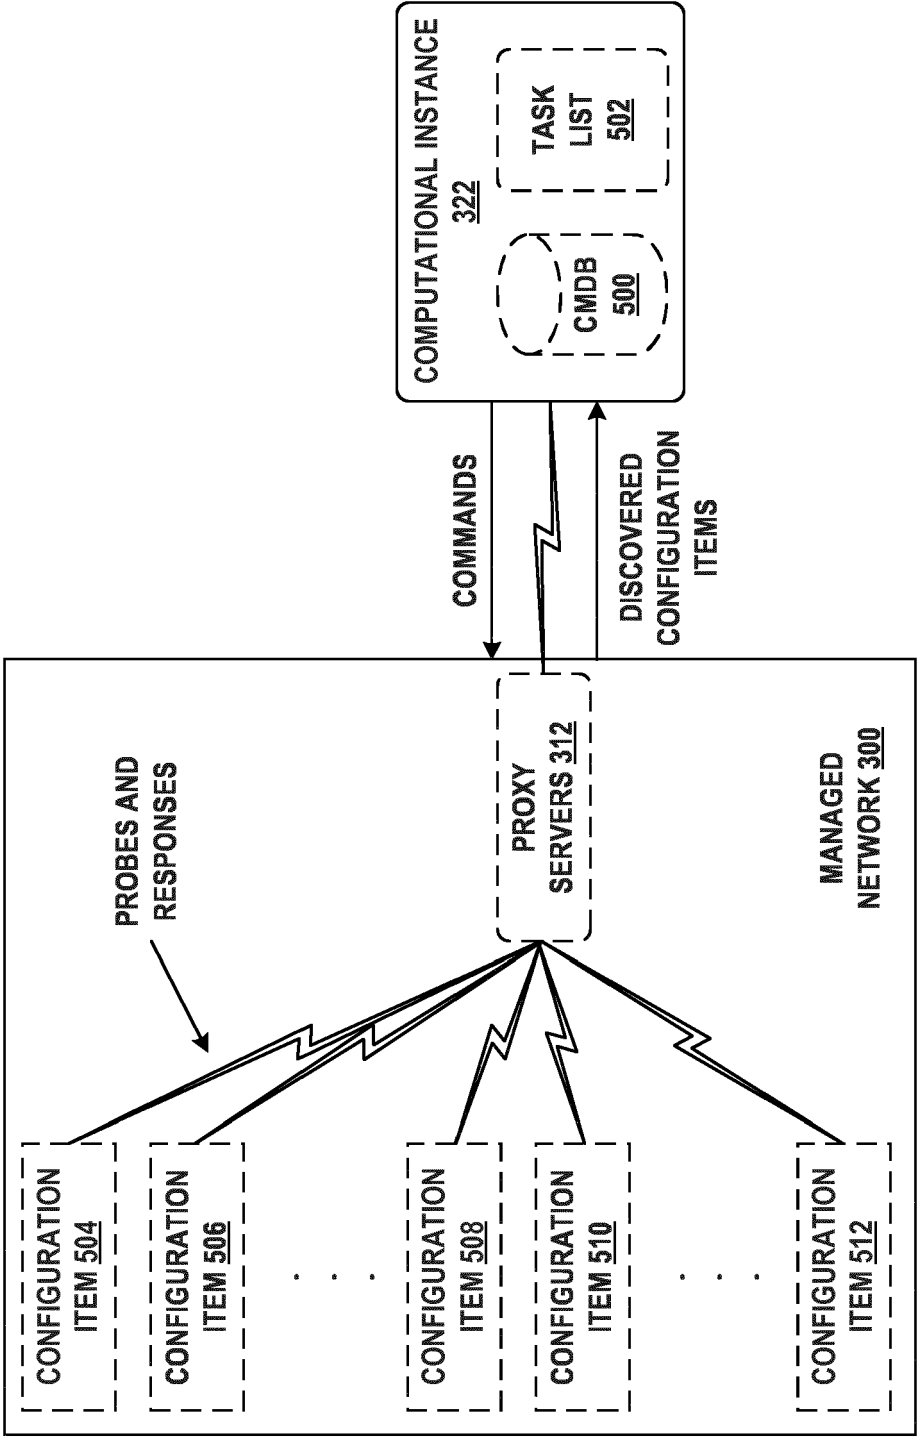 COMPUTATIONAL INSTANCE
322
CMDB
500
TASK
LIST
502
COMMANDS
DISCOVERED
CONFIGURATION
ITEMS
PROBES AND
RESPONSES
PROXY
SERVERS 312
MANAGED
NETWORK 300
CONFIGURATION
ITEM 504
CONFIGURATION
ITEM 506
. . .
CONFIGURATION
ITEM 508
CONFIGURATION
ITEM 510
. . .
CONFIGURATION
ITEM 512